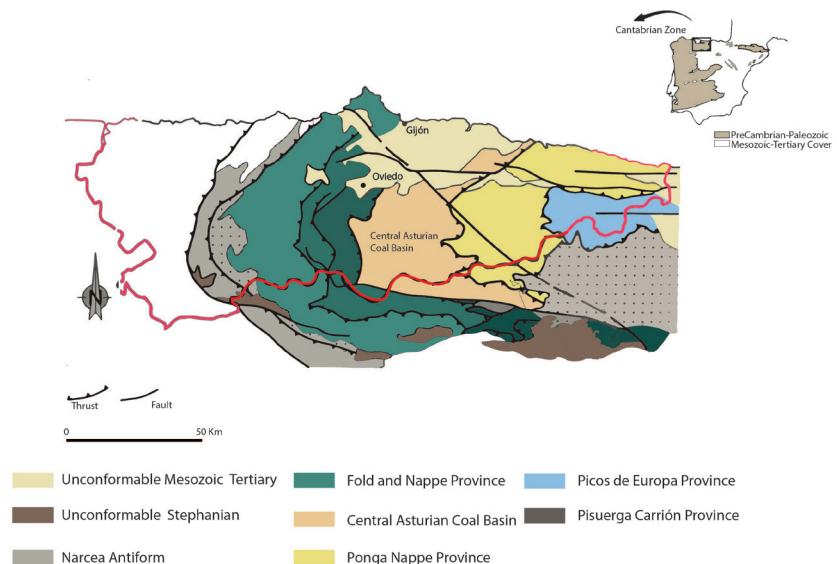 Cantabrian Zone
PreCambrian-Paleozoic
Mesozoic-Tertiary Cover
Gijón
Oviedo
Central Asturian
Coal Basin
N
Thrust
Fault
0
50 Km
Unconformable Mesozoic Tertiary
Fold and Nappe Province
Picos de Europa Province
Unconformable Stephanian
Central Asturian Coal Basin
Pisuerga Carrión Province
Narcea Antiform
Ponga Nappe Province